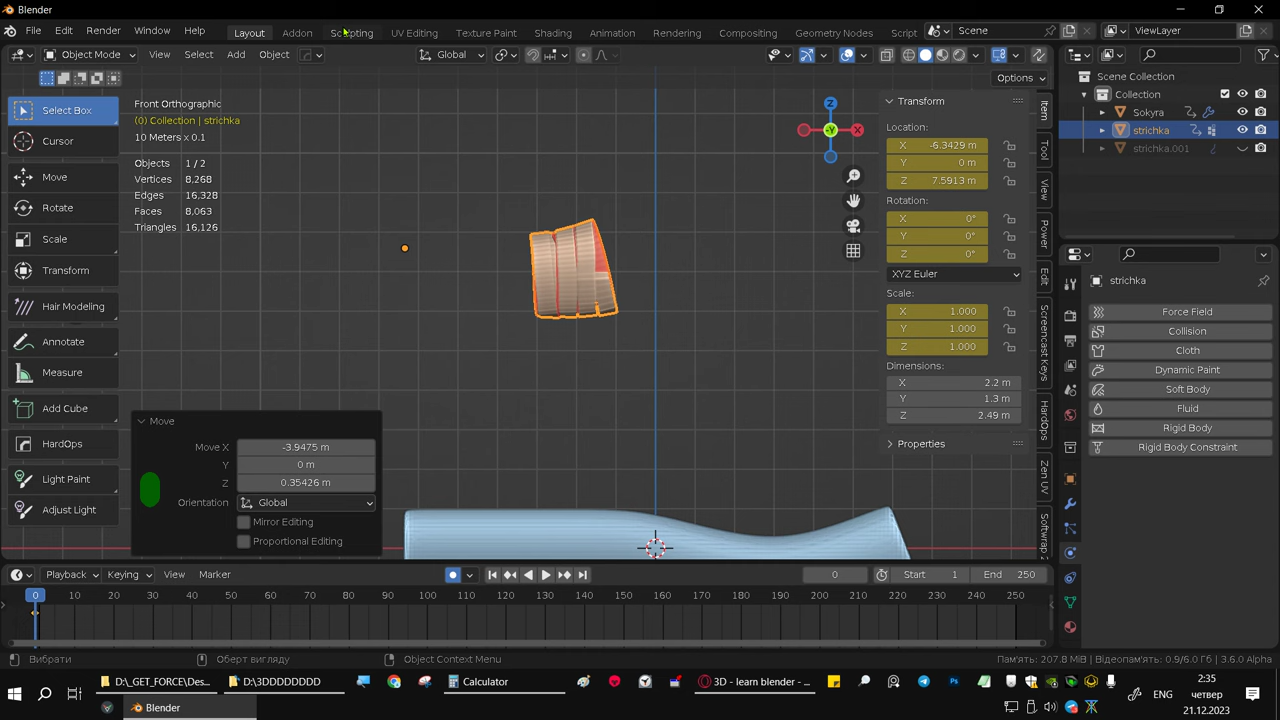 Blender
File Edit Render Window Help Layout Addon Scripting UV Editing Texture Paint Shading Animation Rendering Compositing Geometry Nodes Script Scene ViewLayer
Object Mode View Select Add Object Global
Options
Select Box
Cursor
Move
Rotate
Scale
Transform
Hair Modeling
Annotate
Measure
Add Cube
HardOps
Light Paint
Adjust Light
Front Orthographic
(0) Collection | strichka
10 Meters x 0.1
Objects 1 / 2
Vertices 8,268
Edges 16,328
Faces 8,063
Triangles 16,126
Z
X
-Y
Move
Move X -3.9475 m
Y 0 m
Z 0.35426 m
Orientation Global
Mirror Editing
Proportional Editing
Transform
Location:
X -6.3429 m
Y 0 m
Z 7.5913 m
Rotation:
X 0°
Y 0°
Z 0°
XYZ Euler
Scale:
X 1.000
Y 1.000
Z 1.000
Dimensions:
X 2.2 m
Y 1.3 m
Z 2.49 m
Properties
Item
Tool
View
Power
Edit
Screencast Keys
HardOps
Zen UV
Softwrap 2
Scene Collection
Collection
Sokyra
strichka
strichka.001
strichka
Force Field
Collision
Cloth
Dynamic Paint
Soft Body
Fluid
Rigid Body
Rigid Body Constraint
Playback Keying View Marker 0 Start 1 End 250
0 10 20 30 40 50 60 70 80 90 100 110 120 130 140 150 160 170 180 190 200 210 220 230 240 250
Вибрати Оберт вигляду Object Context Menu Пам'ять: 207.8 MiB | Відеопам'ят: 0.9/6.0 Гі | 3.6.0 Alpha
D:\_GET_FORCE\Des... D:\3DDDDDDDD Calculator 3D - learn blender - ... ENG 2:35
четвер
Blender 21.12.2023